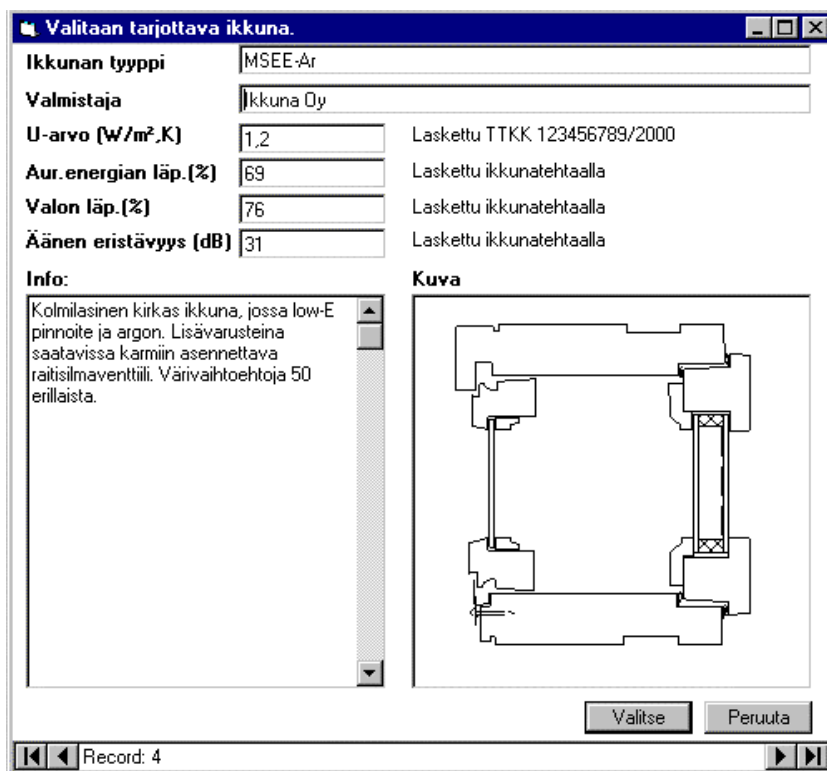 Valitaan tarjottava ikkuna.
Ikkunan tyyppi MSEE-Ar
Valmistaja Ikkuna Oy
U-arvo (W/m²,K) 1,2 Laskettu TTKK 123456789/2000
Aur.energian läp.(%) 69 Laskettu ikkunatehtaalla
Valon läp.(%) 76 Laskettu ikkunatehtaalla
Äänen eristävyys (dB) 31 Laskettu ikkunatehtaalla
Info:
Kolmilasinen kirkas ikkuna, jossa low-E
pinnoite ja argon. Lisävarusteina
saatavissa karmiin asennettava
raitisilmaventtiili. Värivaihtoehtoja 50
erillaista.
Kuva
Valitse Peruuta
Record: 4